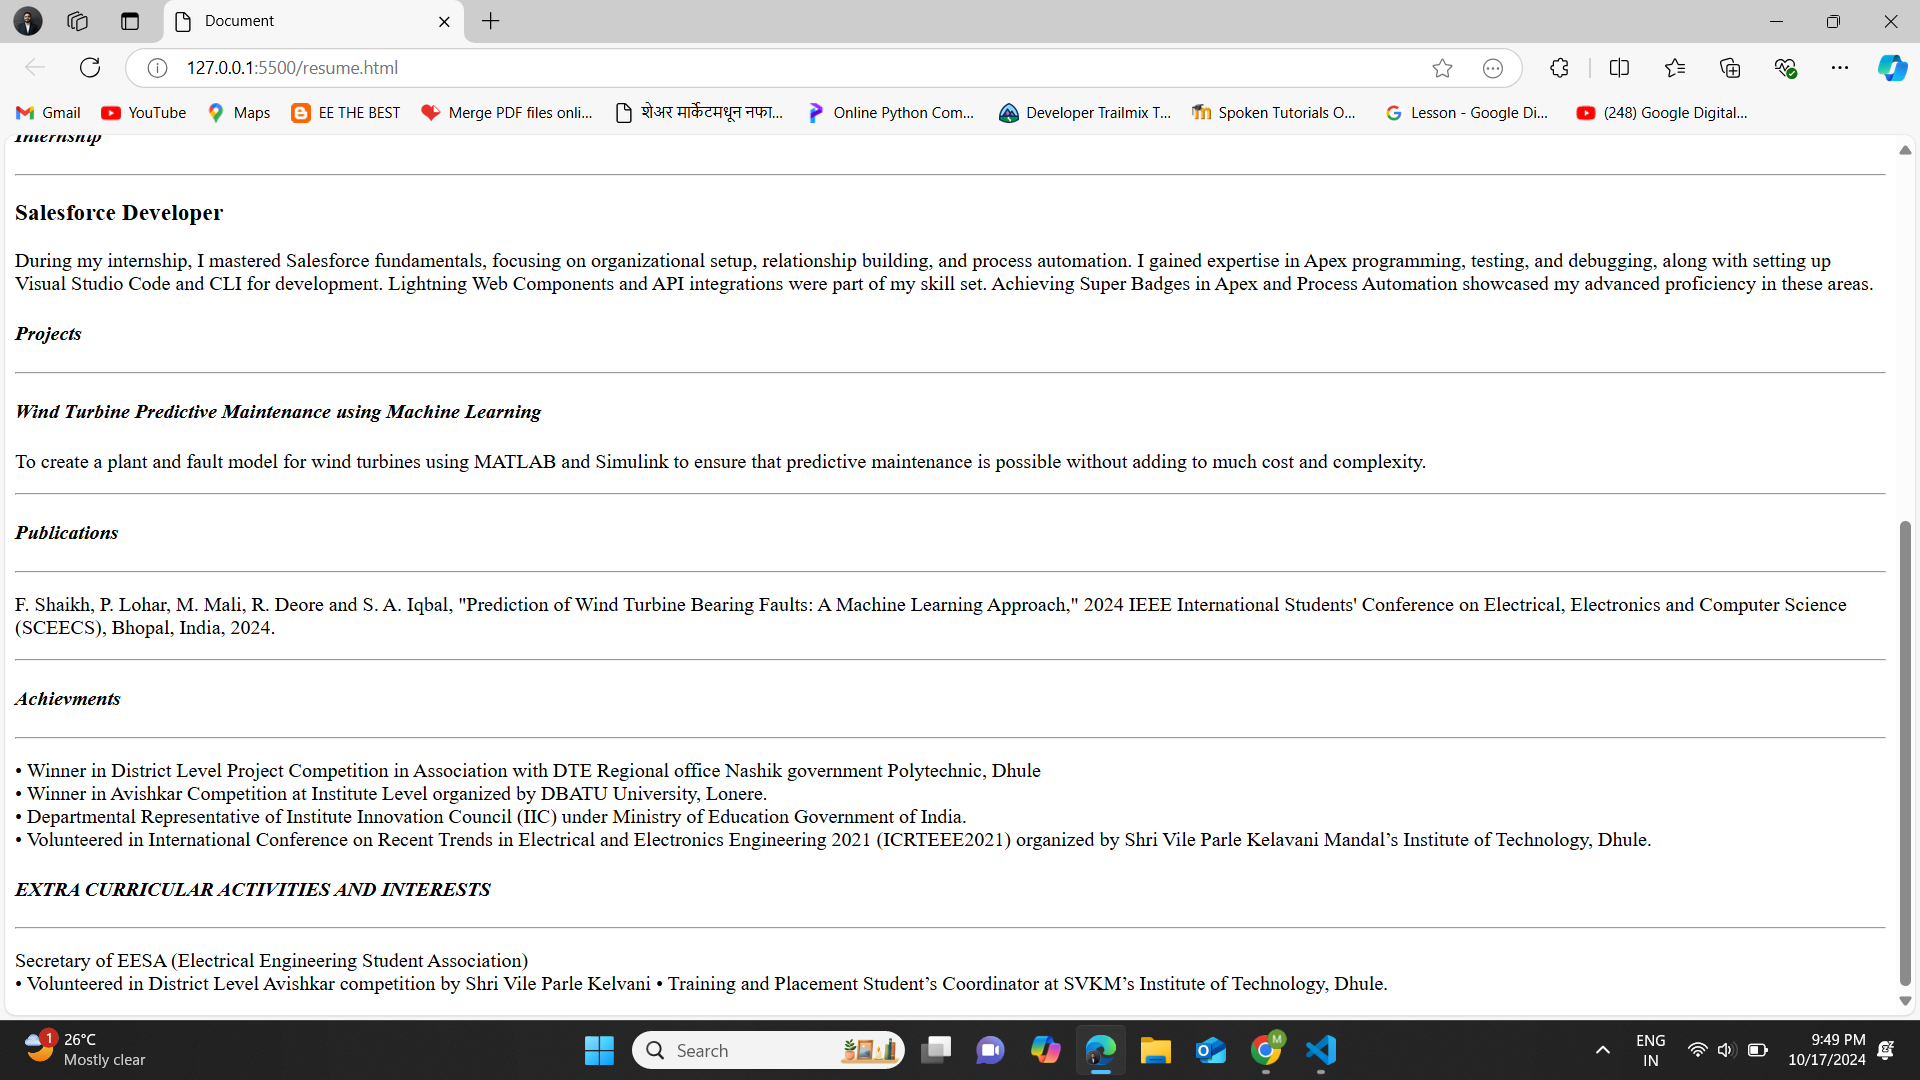 Document
127.0.0.1:5500/resume.html
Gmail YouTube Maps EE THE BEST Merge PDF files onli... शेअर मार्केटमधून नफा... Online Python Com... Developer Trailmix T... Spoken Tutorials O... Lesson - Google Di... (248) Google Digital...
Internship
Salesforce Developer
During my internship, I mastered Salesforce fundamentals, focusing on organizational setup, relationship building, and process automation. I gained expertise in Apex programming, testing, and debugging, along with setting up
Visual Studio Code and CLI for development. Lightning Web Components and API integrations were part of my skill set. Achieving Super Badges in Apex and Process Automation showcased my advanced proficiency in these areas.
Projects
Wind Turbine Predictive Maintenance using Machine Learning
To create a plant and fault model for wind turbines using MATLAB and Simulink to ensure that predictive maintenance is possible without adding to much cost and complexity.
Publications
F. Shaikh, P. Lohar, M. Mali, R. Deore and S. A. Iqbal, "Prediction of Wind Turbine Bearing Faults: A Machine Learning Approach," 2024 IEEE International Students' Conference on Electrical, Electronics and Computer Science
(SCEECS), Bhopal, India, 2024.
Achievments
• Winner in District Level Project Competition in Association with DTE Regional office Nashik government Polytechnic, Dhule
• Winner in Avishkar Competition at Institute Level organized by DBATU University, Lonere.
• Departmental Representative of Institute Innovation Council (IIC) under Ministry of Education Government of India.
• Volunteered in International Conference on Recent Trends in Electrical and Electronics Engineering 2021 (ICRTEEE2021) organized by Shri Vile Parle Kelavani Mandal’s Institute of Technology, Dhule.
EXTRA CURRICULAR ACTIVITIES AND INTERESTS
Secretary of EESA (Electrical Engineering Student Association)
• Volunteered in District Level Avishkar competition by Shri Vile Parle Kelvani • Training and Placement Student’s Coordinator at SVKM’s Institute of Technology, Dhule.
1
26°C
Mostly clear
Search
M
ENG
IN
9:49 PM
10/17/2024